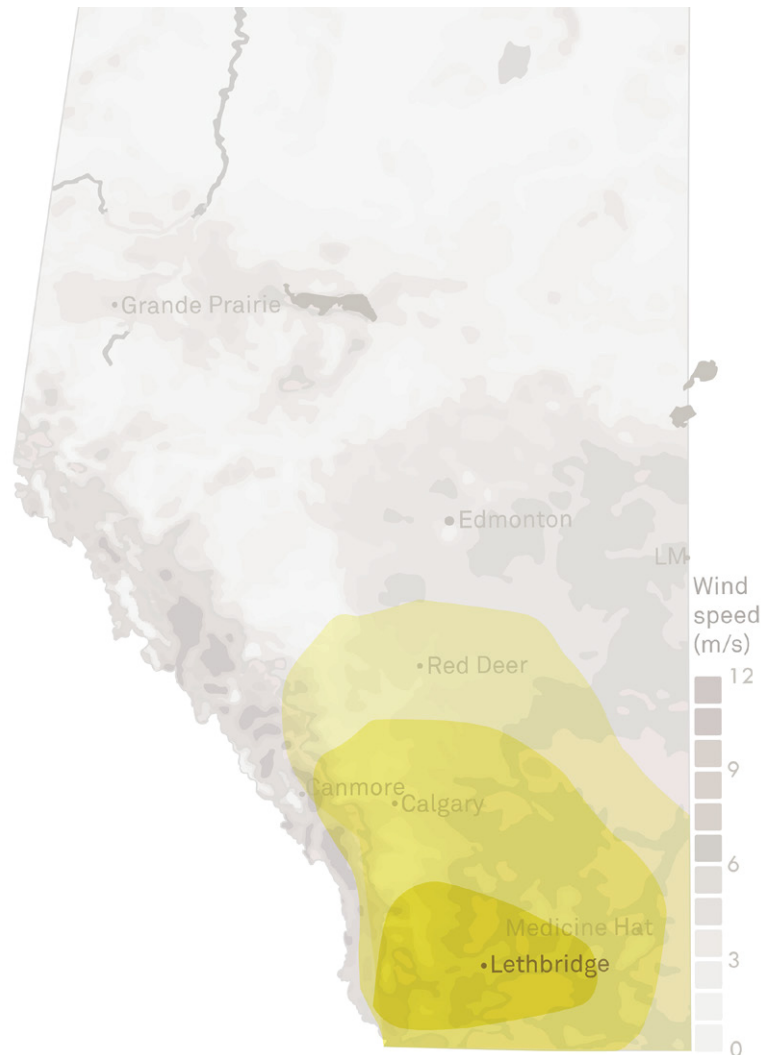 Grande Prairie
Edmonton
LM
Wind
speed
(m/s)
Red Deer
12
9
Canmore
Calgary
6
Medicine Hat
Lethbridge
3
0